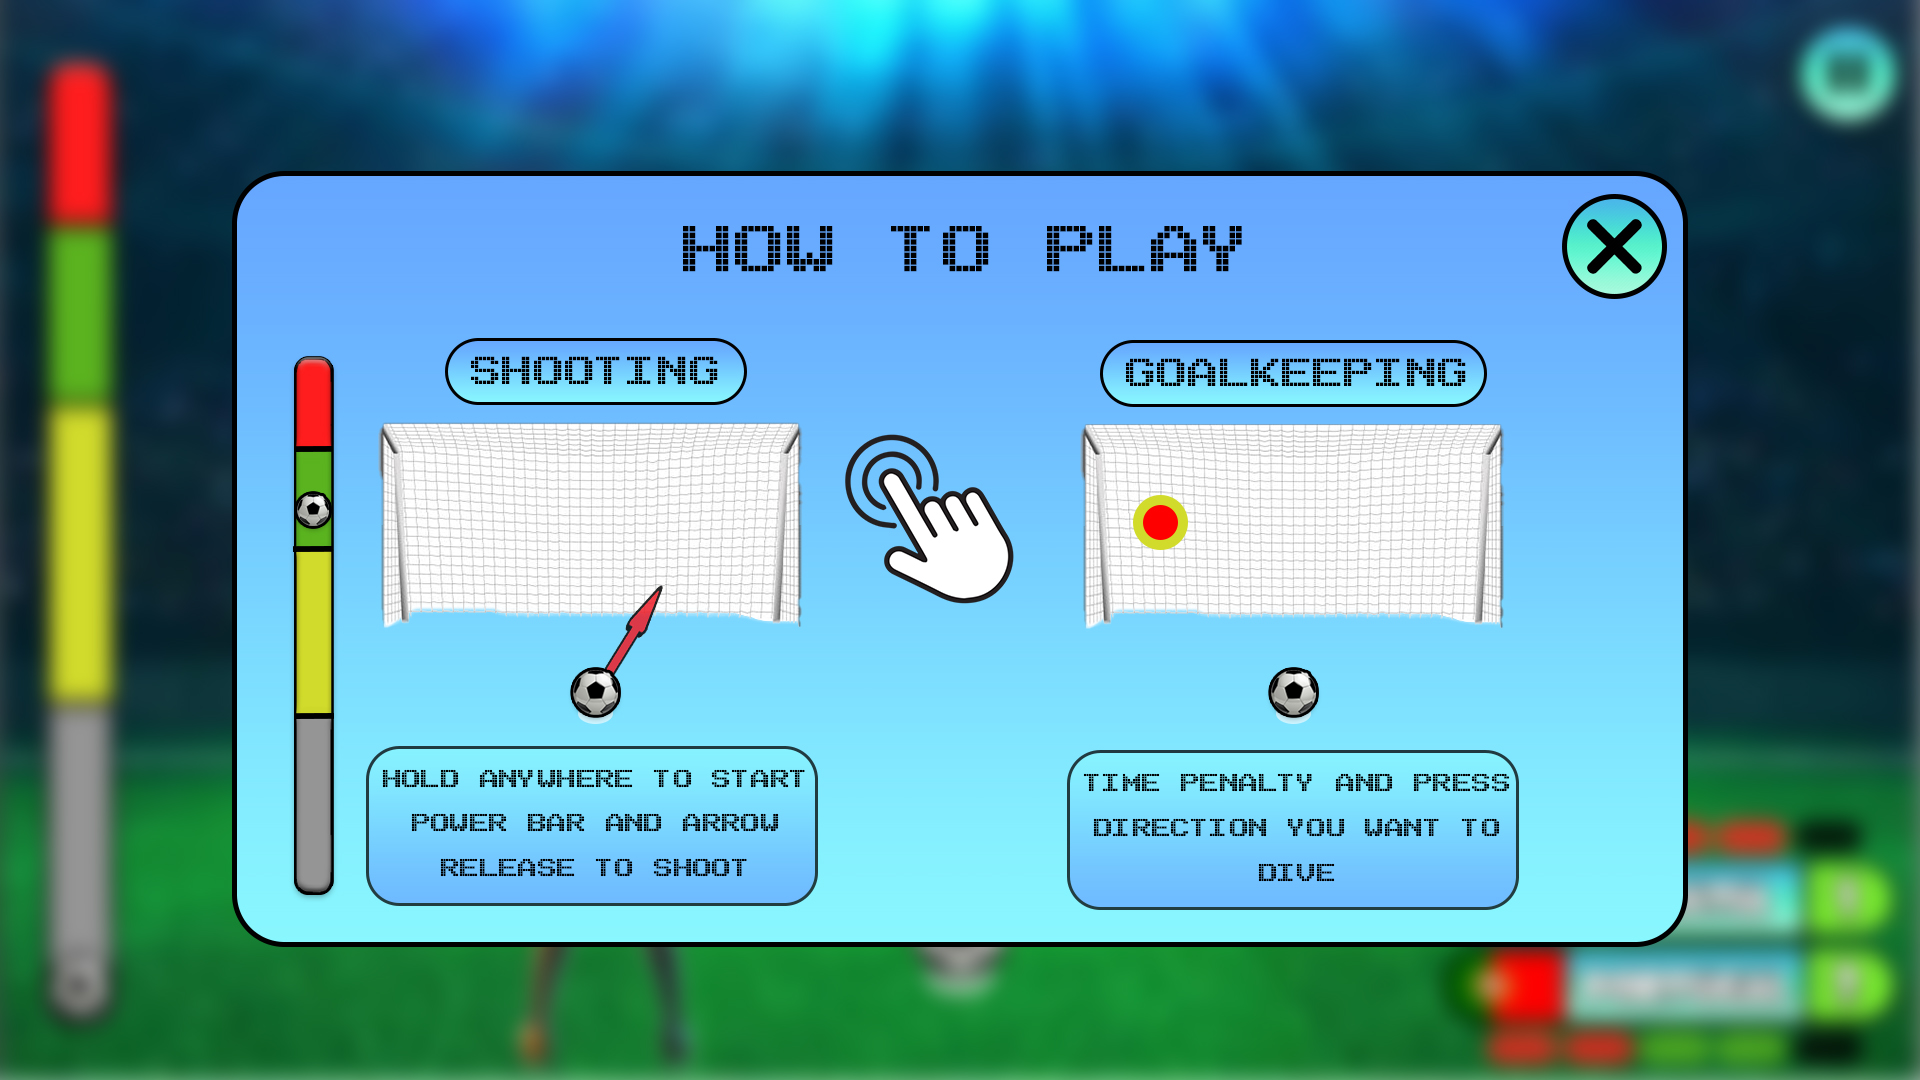 HOW TO PLAY
SHOOTING
GOALKEEPING
HOLD ANYWHERE TO START
POWER BAR AND ARROW
RELEASE TO SHOOT
TIME PENALTY AND PRESS
DIRECTION YOU WANT TO
DIVE